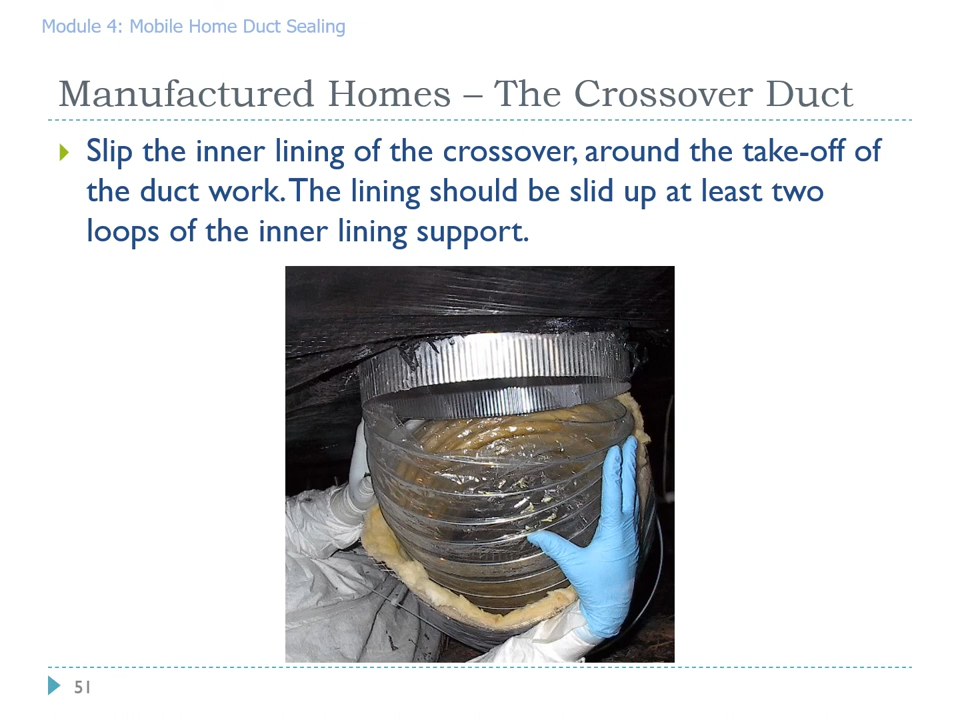 Module 4: Mobile Home Duct Sealing
Manufactured Homes – The Crossover Duct
Slip the inner lining of the crossover, around the take-off of
the duct work. The lining should be slid up at least two
loops of the inner lining support.
51